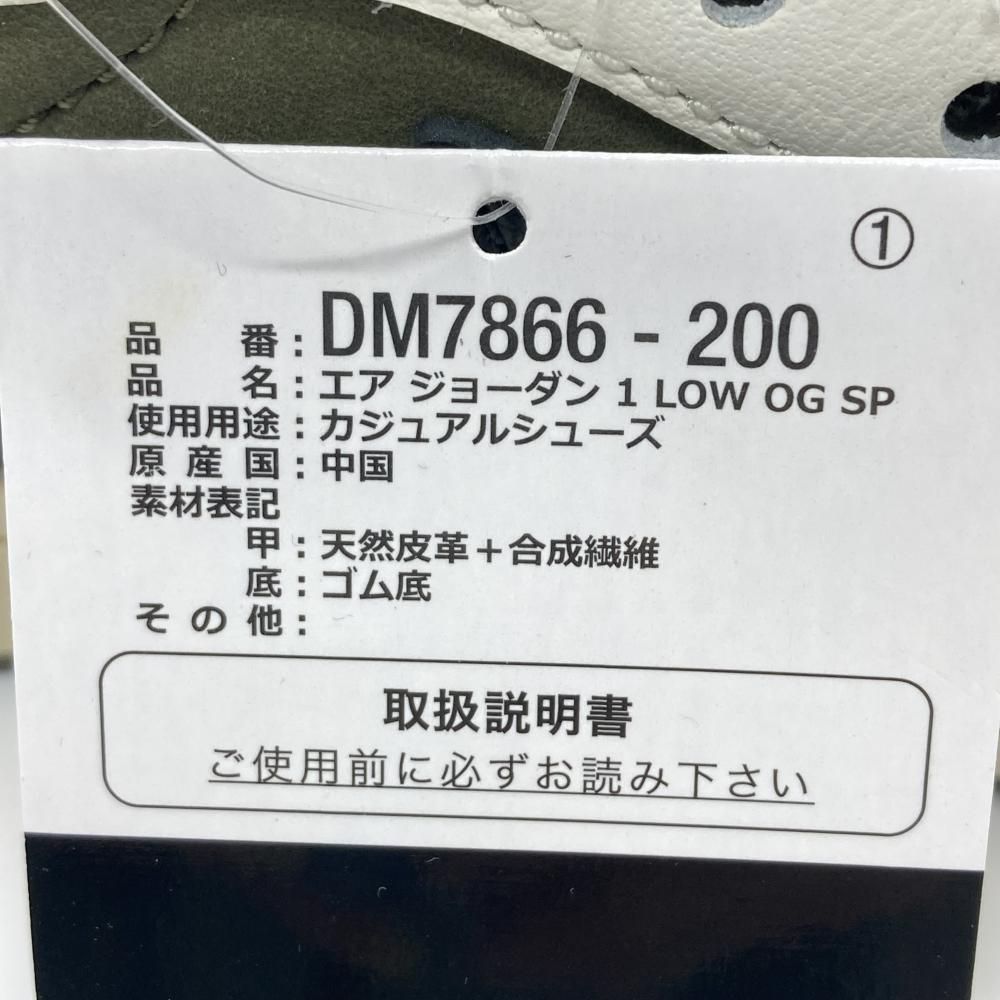 ①
品番：DM7866 - 200
品名：エア ジョーダン 1 LOW OG SP
使用用途：カジュアルシューズ
原産国：中国
素材表記
甲：天然皮革＋合成繊維
底：ゴム底
その他：
取扱説明書
ご使用前に必ずお読み下さい